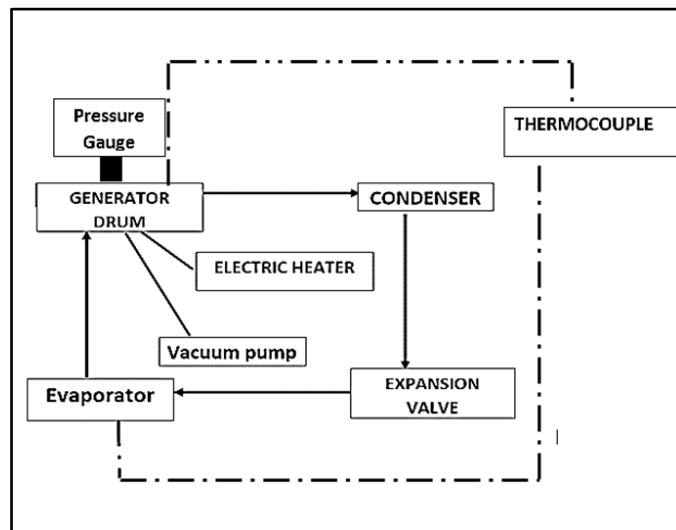 Pressure
Gauge
THERMOCOUPLE
GENERATOR
DRUM
CONDENSER
ELECTRIC HEATER
Vacuum pump
Evaporator
EXPANSION
VALVE